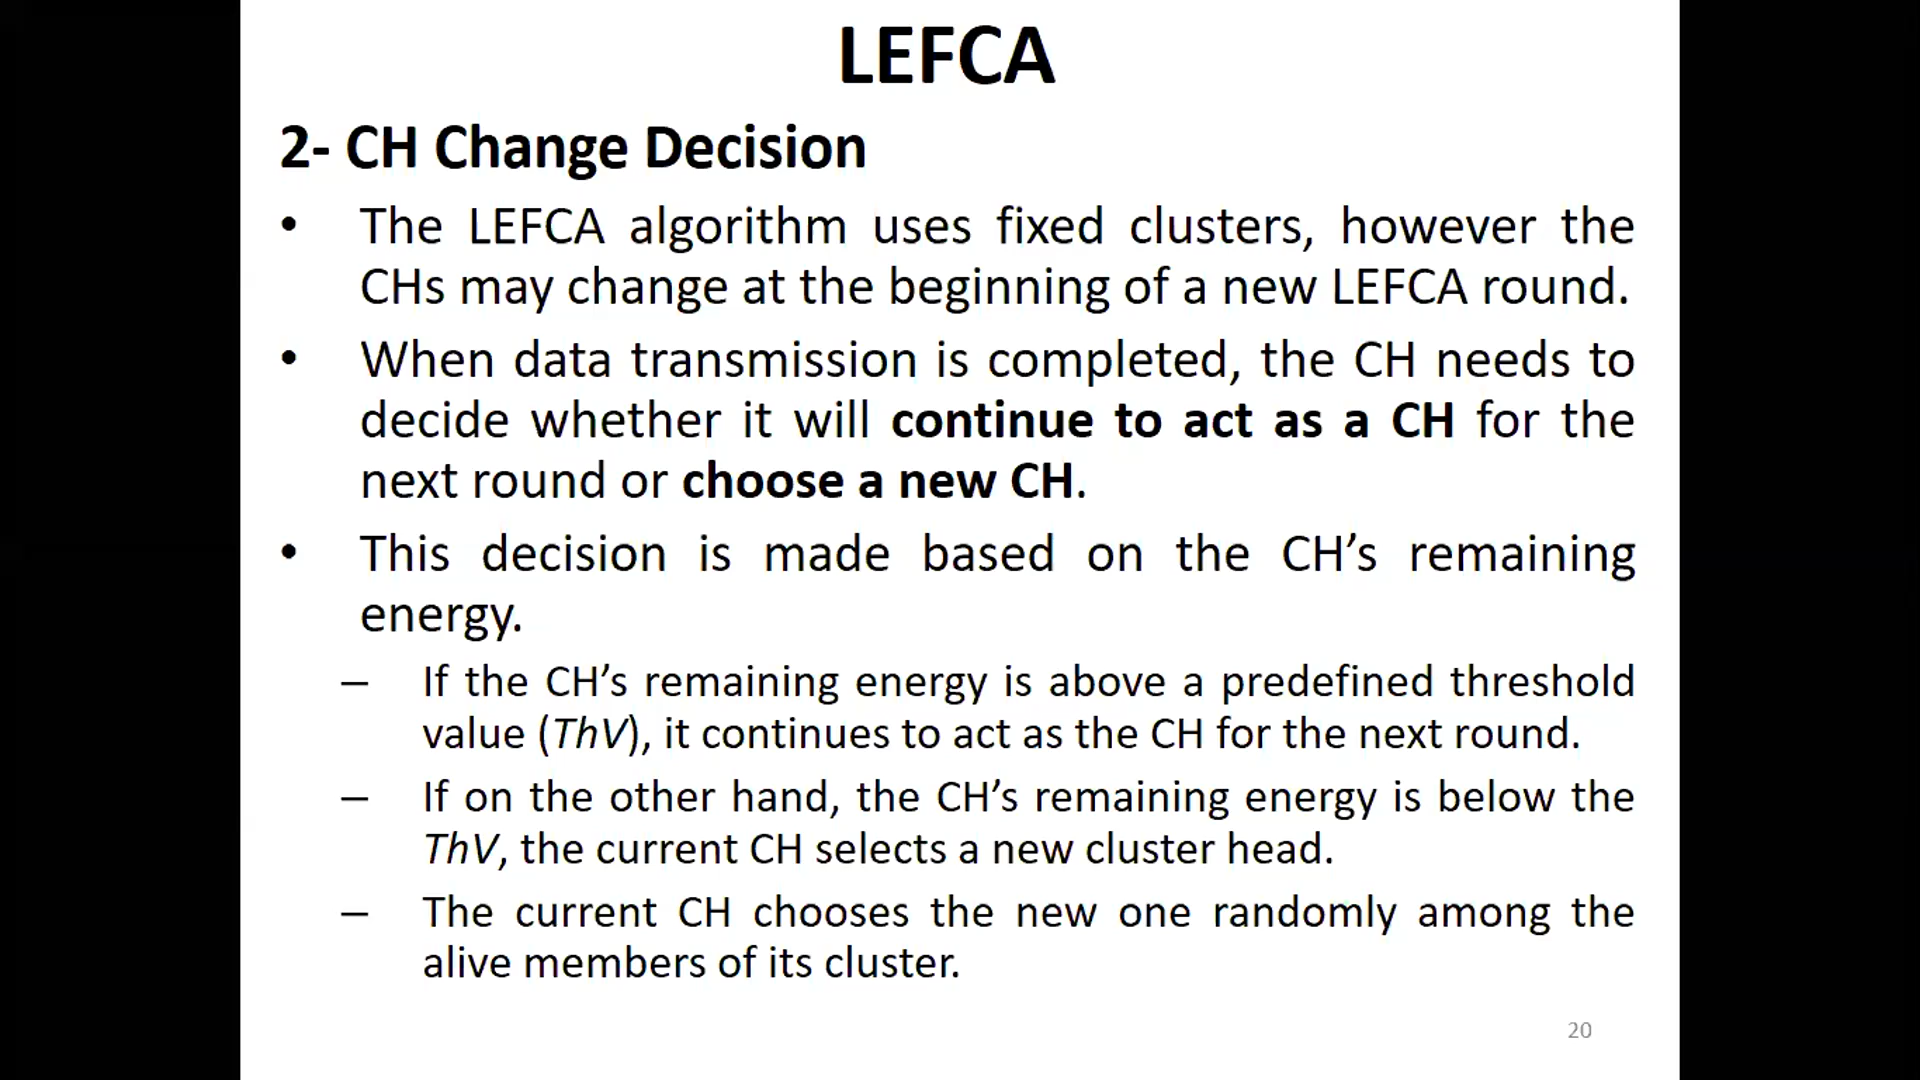 LEFCA
2- CH Change Decision
• The LEFCA algorithm uses fixed clusters, however the
CHs may change at the beginning of a new LEFCA round.
• When data transmission is completed, the CH needs to
decide whether it will continue to act as a CH for the
next round or choose a new CH.
• This decision is made based on the CH’s remaining
energy.
– If the CH’s remaining energy is above a predefined threshold
value (ThV), it continues to act as the CH for the next round.
– If on the other hand, the CH’s remaining energy is below the
ThV, the current CH selects a new cluster head.
– The current CH chooses the new one randomly among the
alive members of its cluster.
20